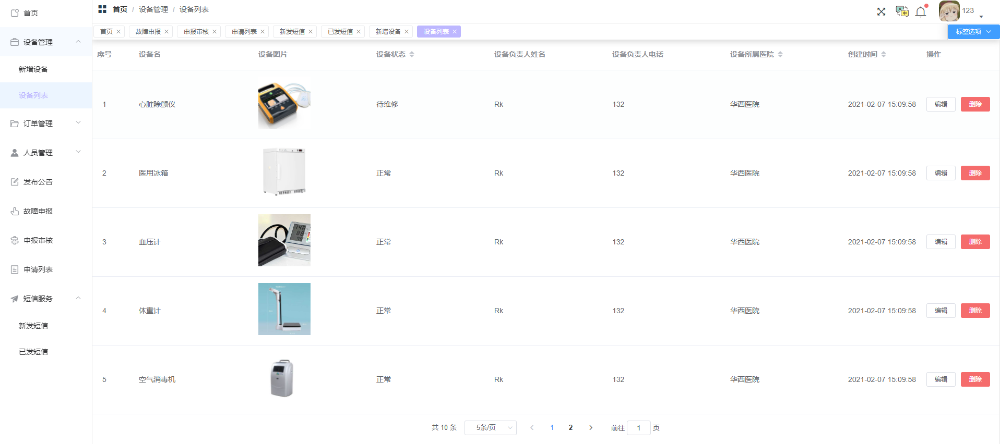 首页
设备管理
新增设备
设备列表
订单管理
人员管理
发布公告
故障申报
申报审核
申请列表
短信服务
新发短信
已发短信
首页 / 设备管理 / 设备列表
123
首页 故障申报 申报审核 申请列表 新发短信 已发短信 新增设备 设备列表 标签选项
序号 设备名 设备图片 设备状态 设备负责人姓名 设备负责人电话 设备所属医院 创建时间 操作
1 心脏除颤仪 待维修 Rk 132 华西医院 2021-02-07 15:09:58 编辑 删除
2 医用冰箱 正常 Rk 132 华西医院 2021-02-07 15:09:58 编辑 删除
3 血压计 正常 Rk 132 华西医院 2021-02-07 15:09:58 编辑 删除
4 体重计 正常 Rk 132 华西医院 2021-02-07 15:09:58 编辑 删除
5 空气消毒机 正常 Rk 132 华西医院 2021-02-07 15:09:58 编辑 删除
共 10 条 5条/页 1 2 前往 1 页